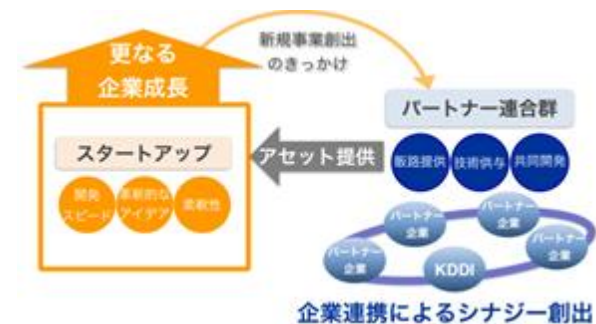 更なる
企業成長
新規事業創出
のきっかけ
パートナー連合群
スタートアップ
アセット提供
販路提供
技術供与
共同開発
開発
スピード
革新的な
アイデア
柔軟性
パートナー
企業
パートナー
企業
パートナー
企業
パートナー
企業
KDDI
企業連携によるシナジー創出